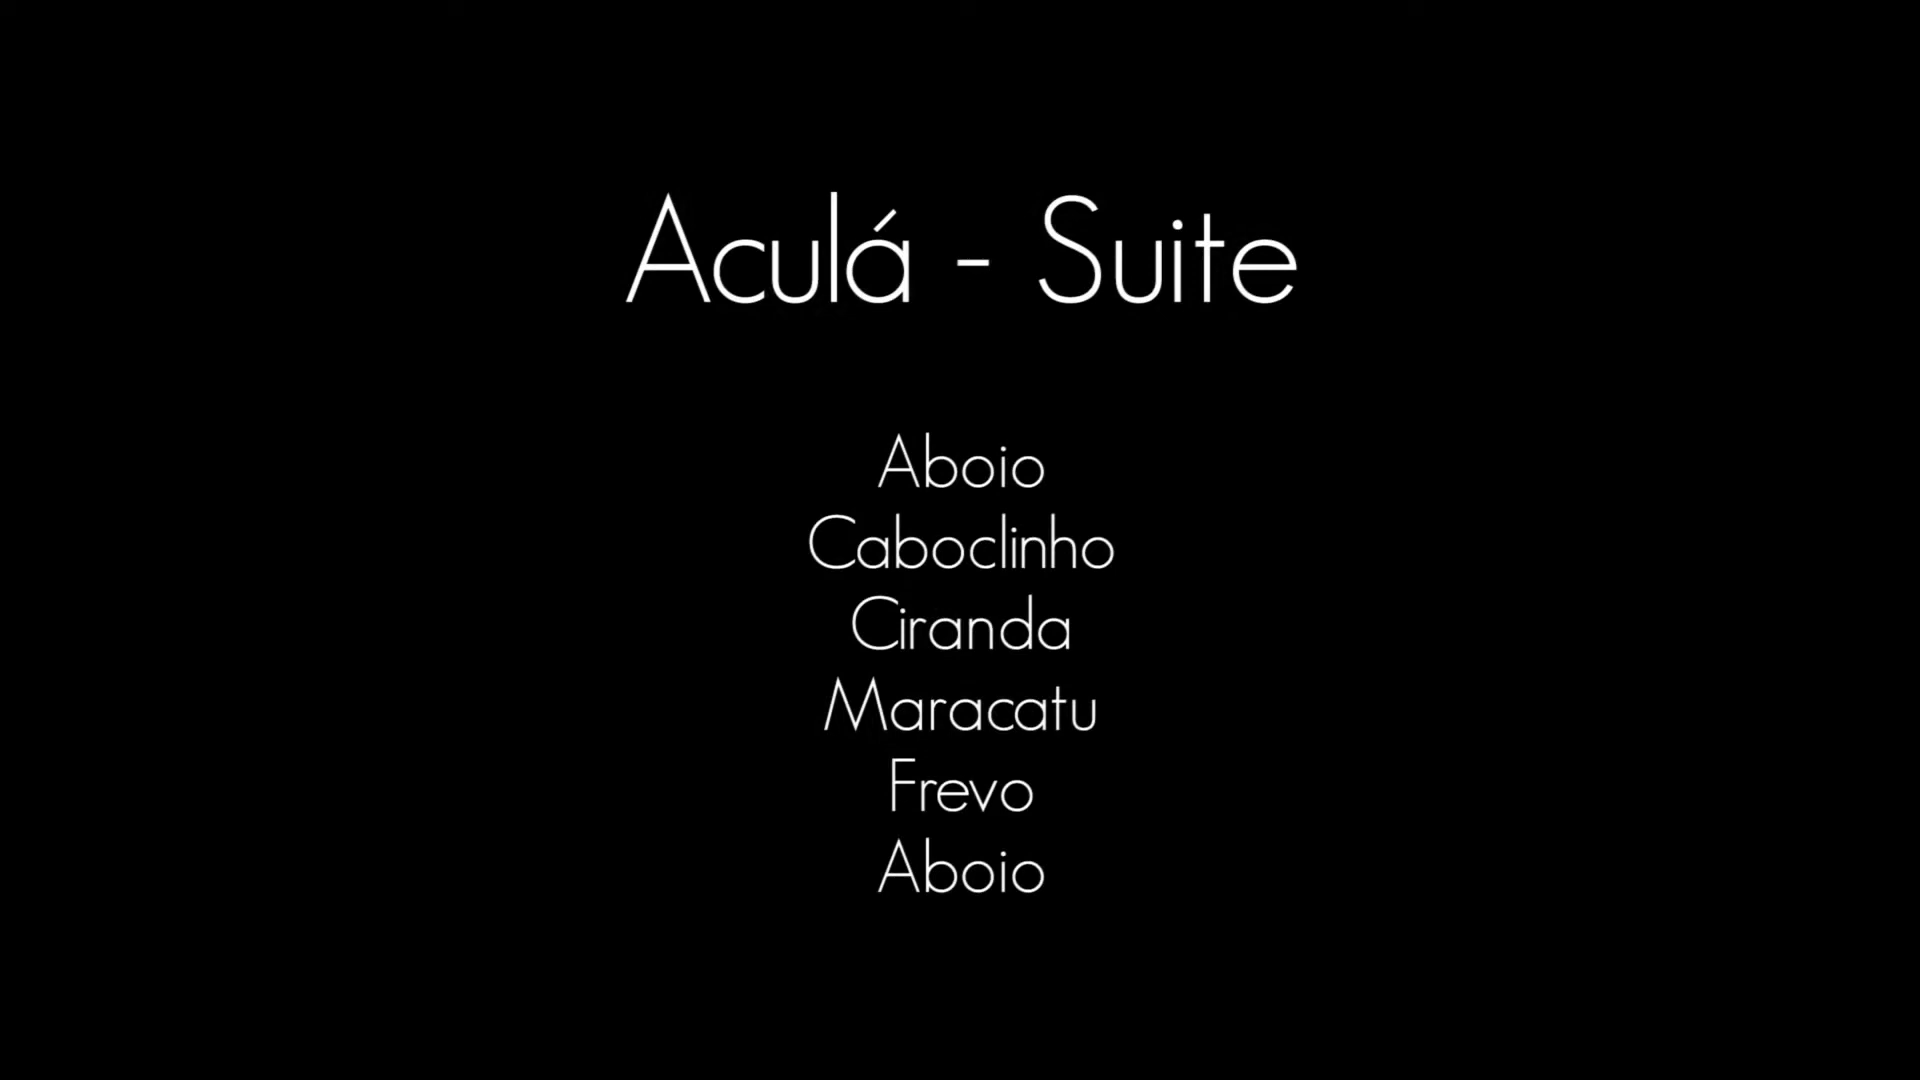 Aculá - Suite
Aboio
Caboclinho
Ciranda
Maracatu
Frevo
Aboio